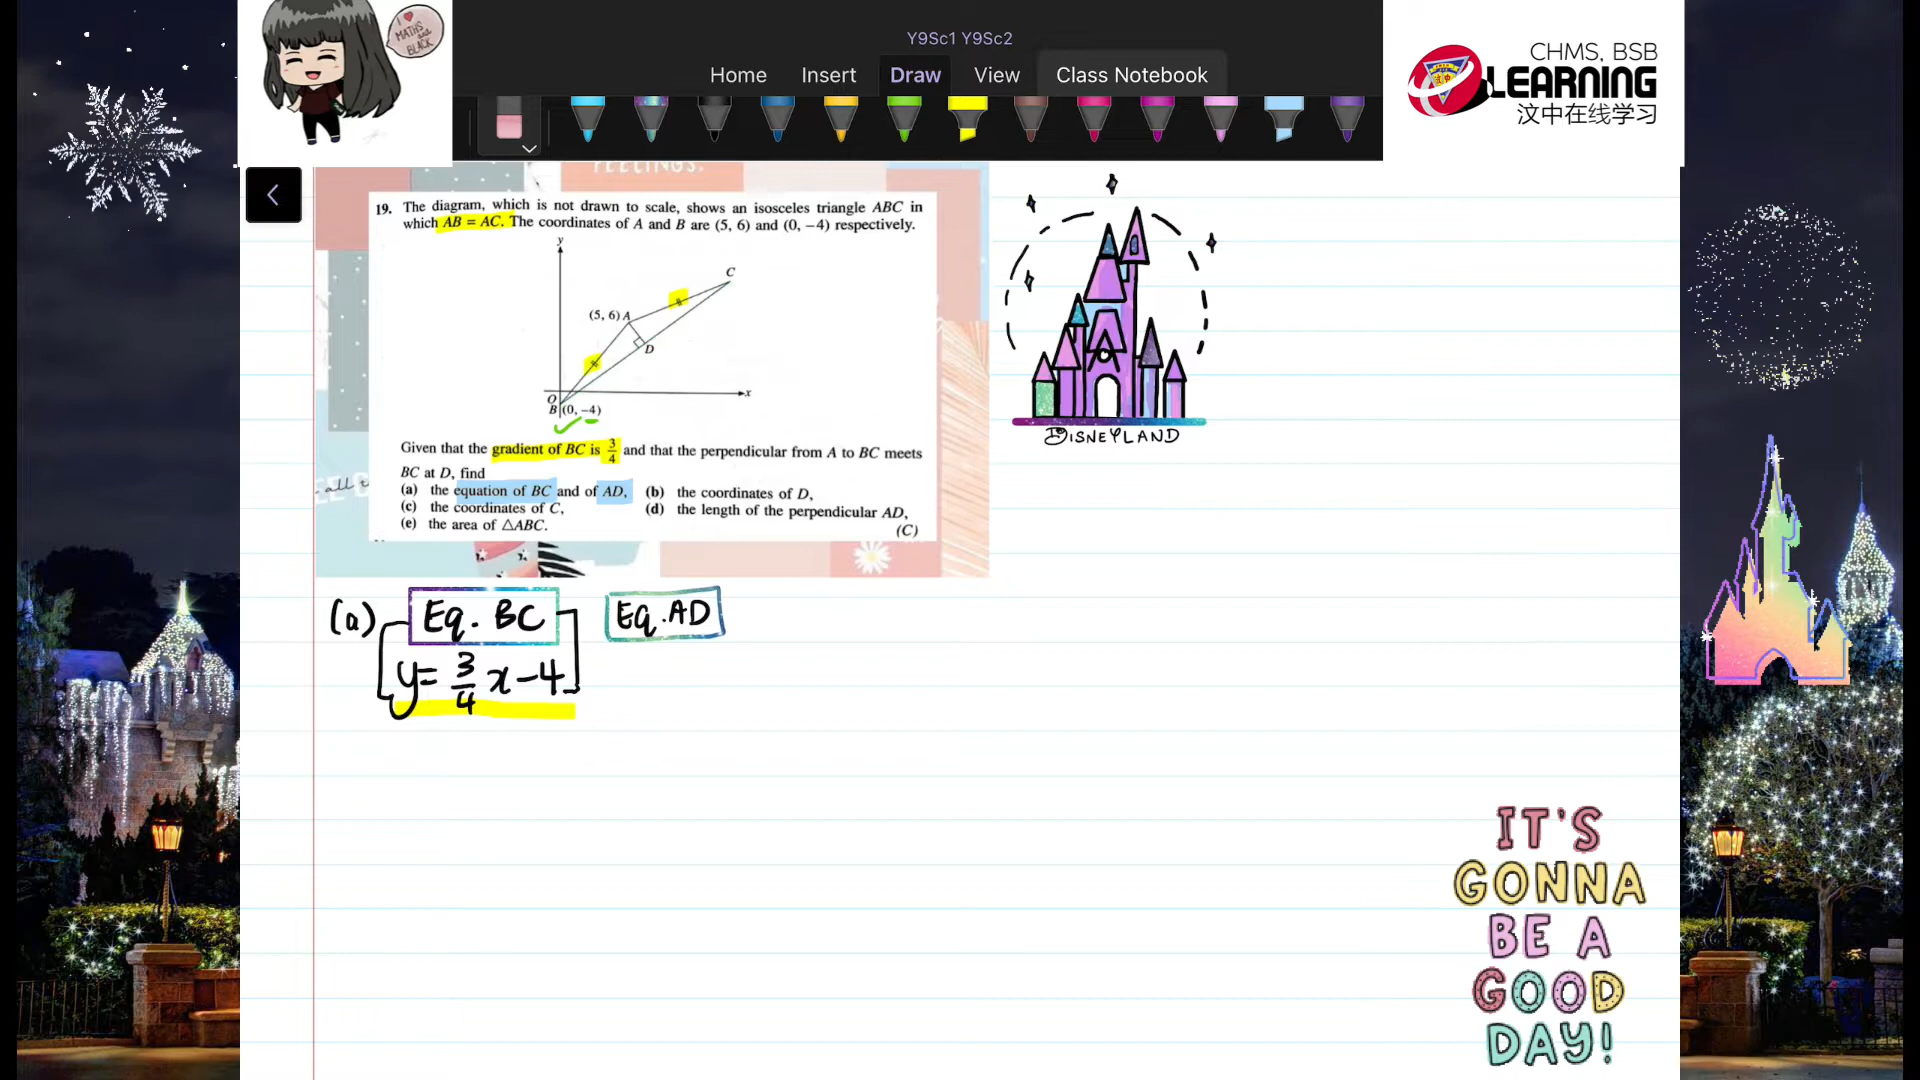 I ♥ MATHS and BLACK
Y9Sc1 Y9Sc2
Home Insert Draw View Class Notebook
CHMS, BSB
LEARNING
汶中在线学习
FEELINGS.
19. The diagram, which is not drawn to scale, shows an isosceles triangle ABC in
which AB = AC. The coordinates of A and B are (5, 6) and (0, −4) respectively.
y
C
(5, 6) A
D
O
x
B (0, −4)
Given that the gradient of BC is 3/4 and that the perpendicular from A to BC meets
BC at D, find
(a) the equation of BC and of AD, (b) the coordinates of D,
(c) the coordinates of C, (d) the length of the perpendicular AD,
(e) the area of △ABC.
(C)
all
DISNEYLAND
(a) Eq. BC Eq. AD
y = 3/4 x − 4
IT'S
GONNA
BE A
GOOD
DAY!